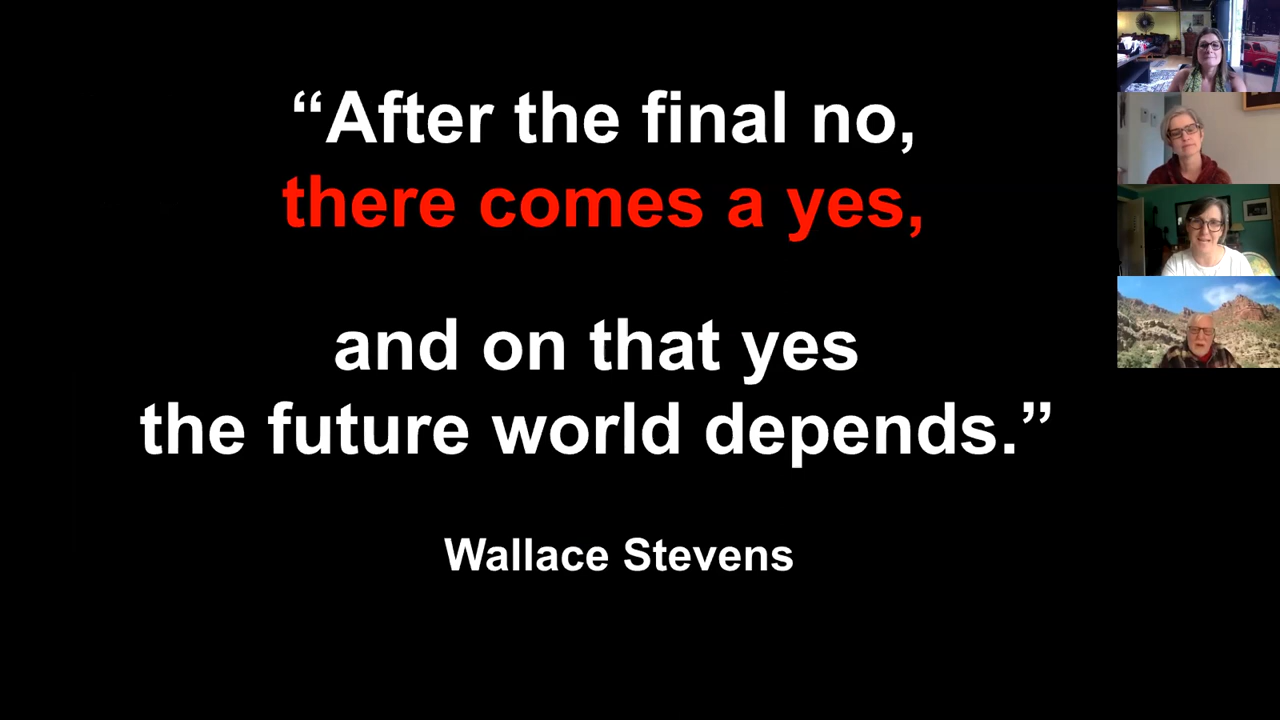 “After the final no,
there comes a yes,
and on that yes
the future world depends.”
Wallace Stevens